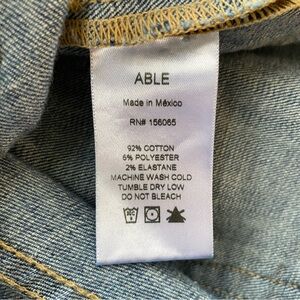 ABLE
Made in México
RN# 156065
92% COTTON
6% POLYESTER
2% ELASTANE
MACHINE WASH COLD
TUMBLE DRY LOW
DO NOT BLEACH